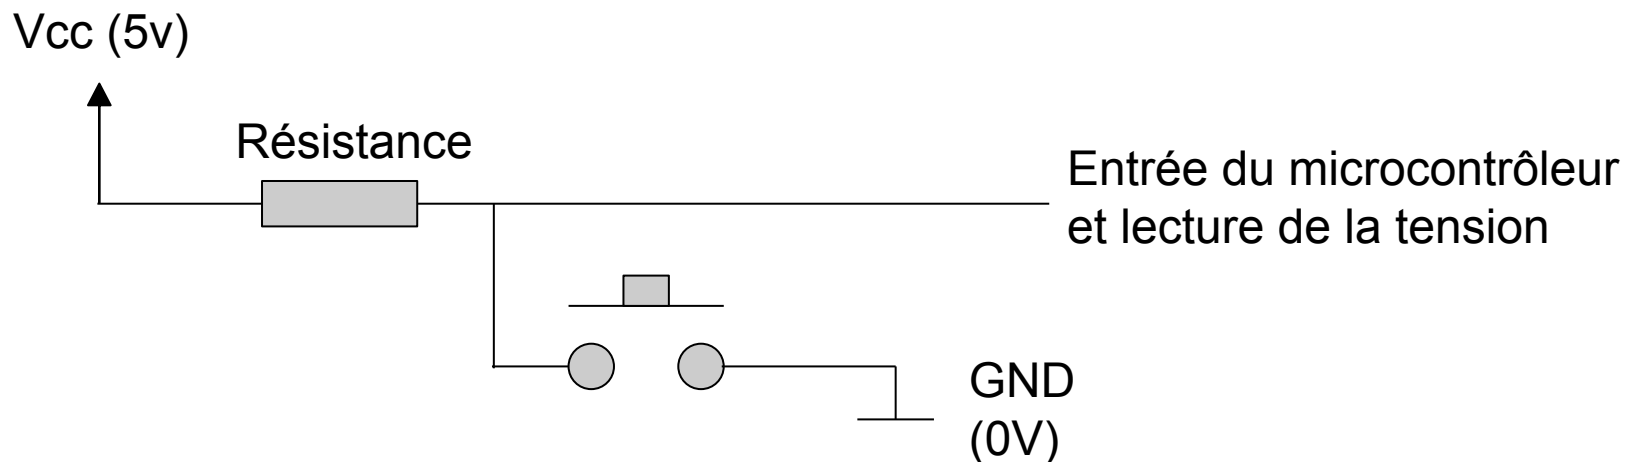 Vcc (5v)
Résistance
Entrée du microcontrôleur
et lecture de la tension
GND
(0V)